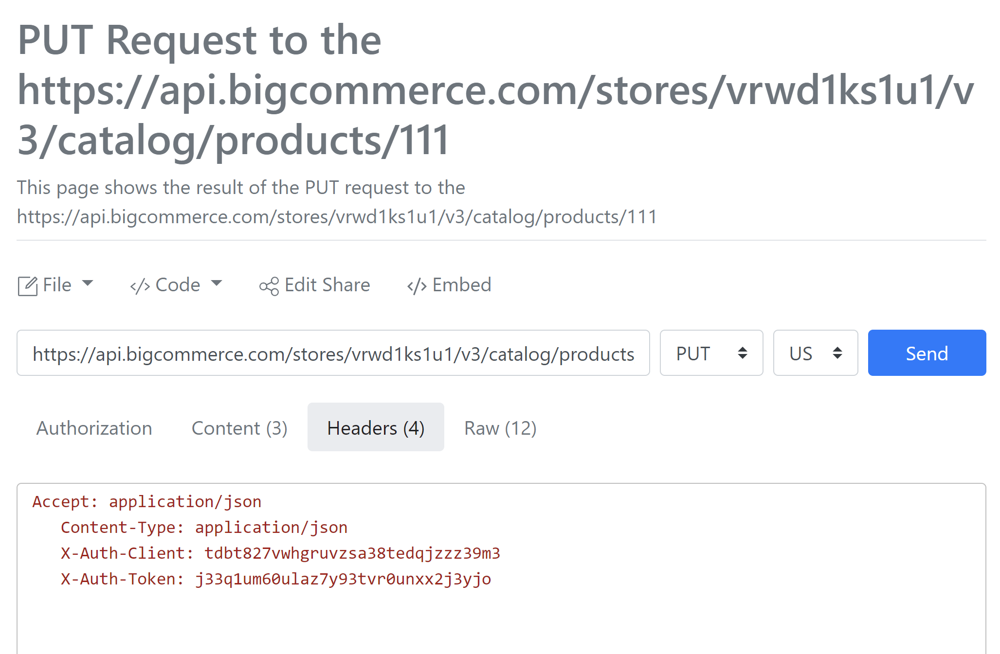 PUT Request to the
https://api.bigcommerce.com/stores/vrwd1ks1u1/v
3/catalog/products/111
This page shows the result of the PUT request to the
https://api.bigcommerce.com/stores/vrwd1ks1u1/v3/catalog/products/111
File Code Edit Share Embed
https://api.bigcommerce.com/stores/vrwd1ks1u1/v3/catalog/products PUT US Send
Authorization Content (3) Headers (4) Raw (12)
Accept: application/json
Content-Type: application/json
X-Auth-Client: tdbt827vwhgruvzsa38tedqjzzz39m3
X-Auth-Token: j33q1um60ulaz7y93tvr0unxx2j3yjo